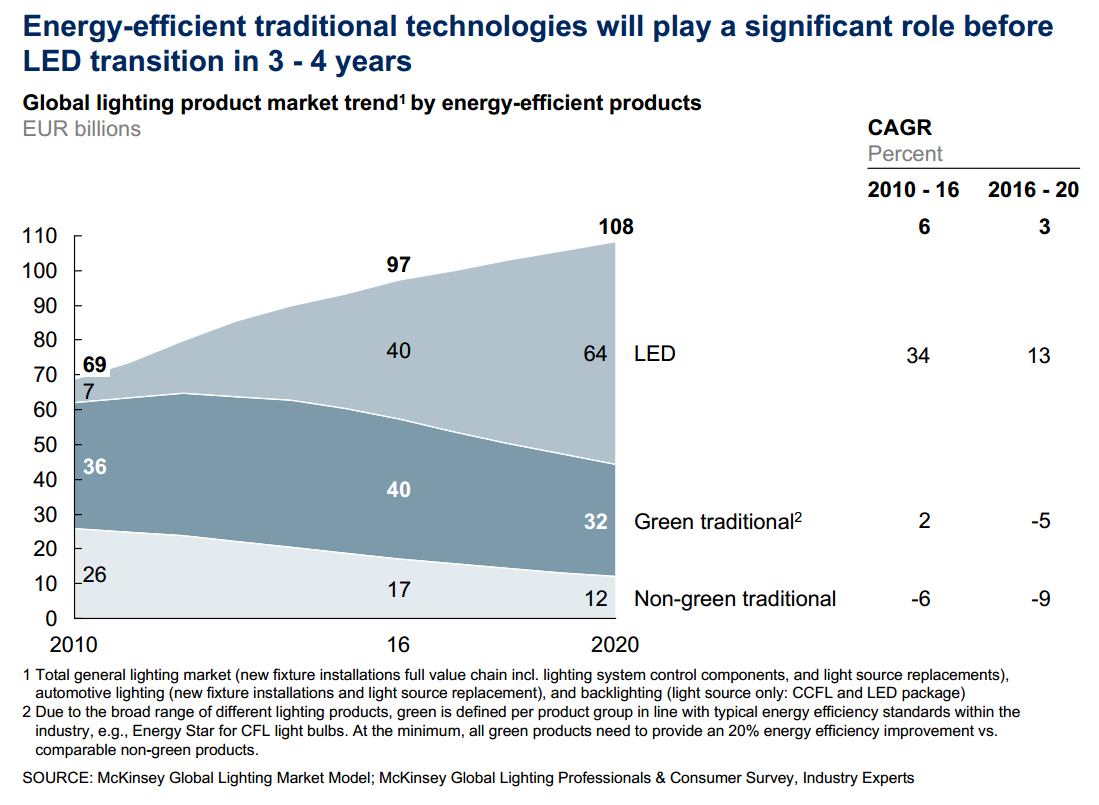 Energy-efficient traditional technologies will play a significant role before
LED transition in 3 - 4 years
Global lighting product market trend¹ by energy-efficient products
EUR billions
CAGR
Percent
2010 - 16 2016 - 20
6 3
110
100
90
80
70
60
50
40
30
20
10
0
69
97
108
7
40
64
LED
34 13
36
40
32
Green traditional²
2 -5
26
17
12
Non-green traditional
-6 -9
2010 16 2020
1 Total general lighting market (new fixture installations full value chain incl. lighting system control components, and light source replacements),
automotive lighting (new fixture installations and light source replacement), and backlighting (light source only: CCFL and LED package)
2 Due to the broad range of different lighting products, green is defined per product group in line with typical energy efficiency standards within the
industry, e.g., Energy Star for CFL light bulbs. At the minimum, all green products need to provide an 20% energy efficiency improvement vs.
comparable non-green products.
SOURCE: McKinsey Global Lighting Market Model; McKinsey Global Lighting Professionals & Consumer Survey, Industry Experts